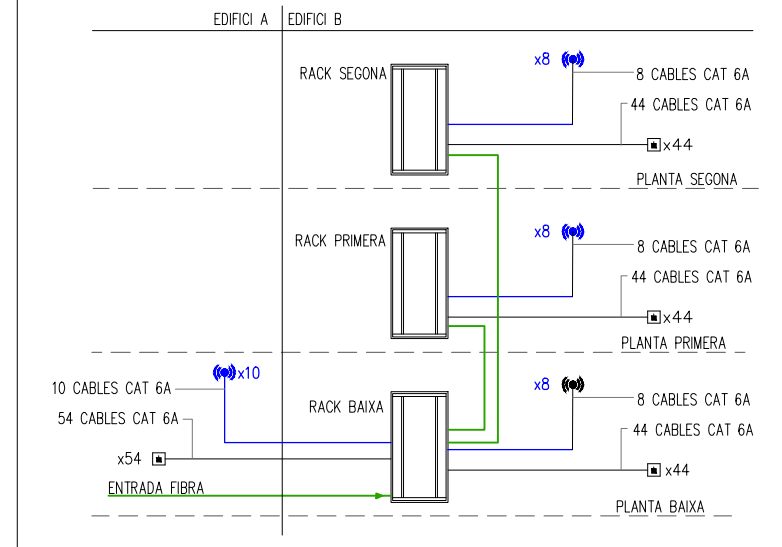 EDIFICI A
EDIFICI B
RACK SEGONA
x8
8 CABLES CAT 6A
44 CABLES CAT 6A
x44
PLANTA SEGONA
RACK PRIMERA
x8
8 CABLES CAT 6A
44 CABLES CAT 6A
x44
PLANTA PRIMERA
x10
10 CABLES CAT 6A
54 CABLES CAT 6A
x54
ENTRADA FIBRA
RACK BAIXA
x8
8 CABLES CAT 6A
44 CABLES CAT 6A
x44
PLANTA BAIXA